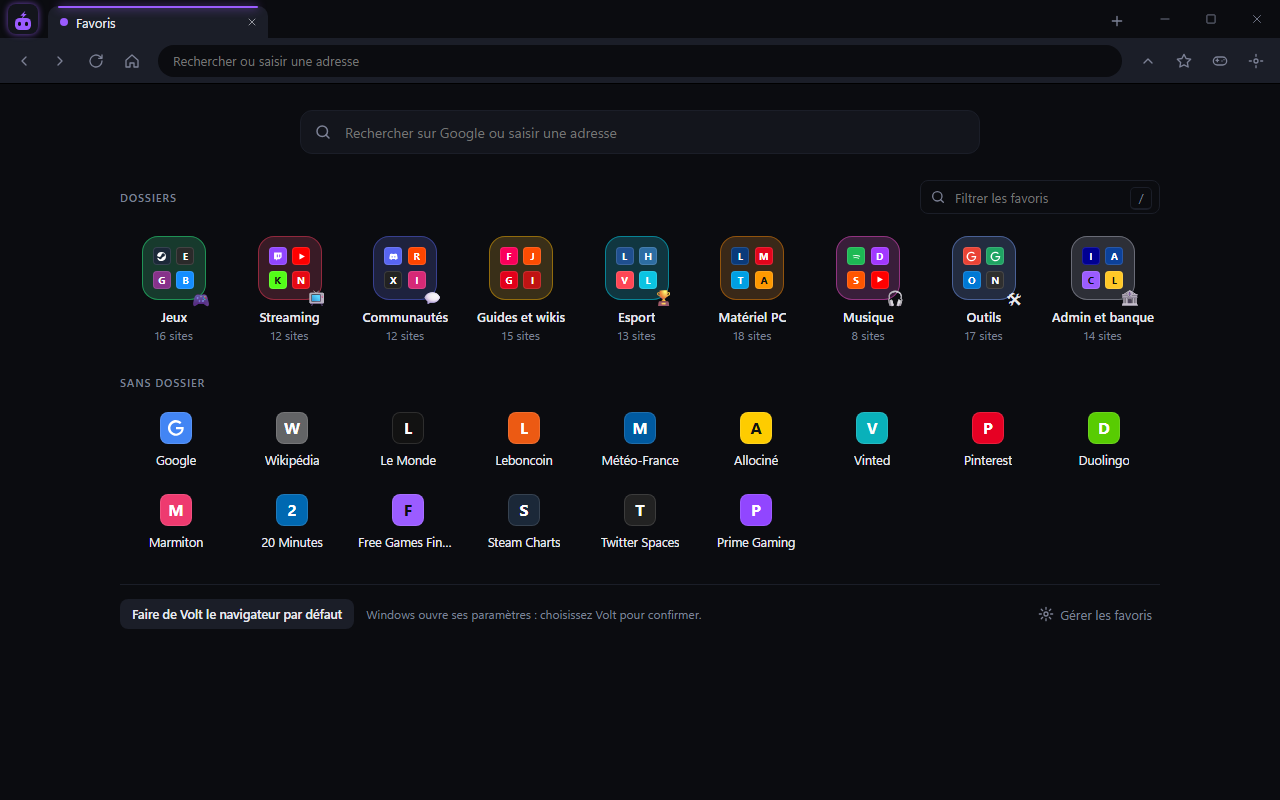 Favoris
Rechercher ou saisir une adresse
Rechercher sur Google ou saisir une adresse
DOSSIERS
Filtrer les favoris /
E G B
K N
R X I
F J G I
L H V L
L M T A
D S
O N
I A C L
Jeux Streaming Communautés Guides et wikis Esport Matériel PC Musique Outils Admin et banque
16 sites 12 sites 12 sites 15 sites 13 sites 18 sites 8 sites 17 sites 14 sites
SANS DOSSIER
G W L L M A V P D
Google Wikipédia Le Monde Leboncoin Météo-France Allociné Vinted Pinterest Duolingo
M 2 F S T P
Marmiton 20 Minutes Free Games Fin... Steam Charts Twitter Spaces Prime Gaming
Faire de Volt le navigateur par défaut Windows ouvre ses paramètres : choisissez Volt pour confirmer. Gérer les favoris